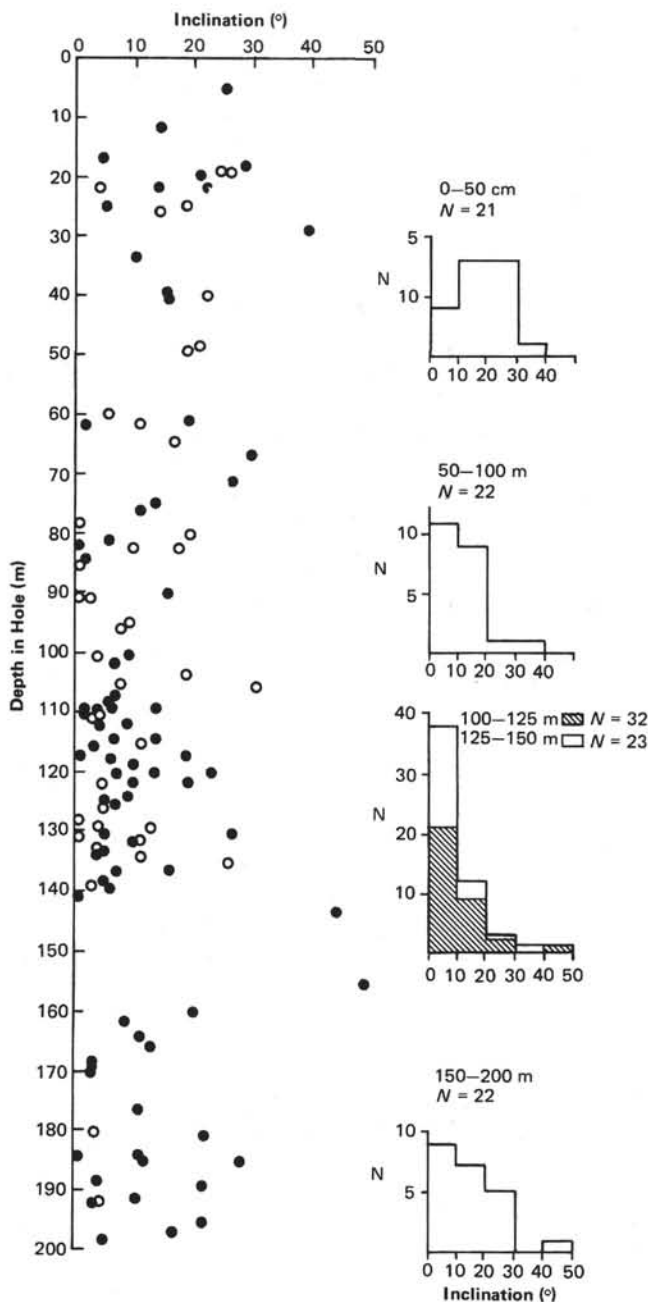 Inclination (°)
0 10 20 30 40 50
0
10
20
30
40
50
60
70
80
90
100
110
120
130
140
150
160
170
180
190
200
Depth in Hole (m)
0–50 cm
N = 21
5
N
10
0 10 30 40
50–100 m
N = 22
10
N
5
0 10 20 40
100–125 m N = 32
125–150 m N = 23
40
30
N
20
10
0 10 20 30 40 50
150–200 m
N = 22
10
N
5
0 10 20 30 40 50
Inclination (°)